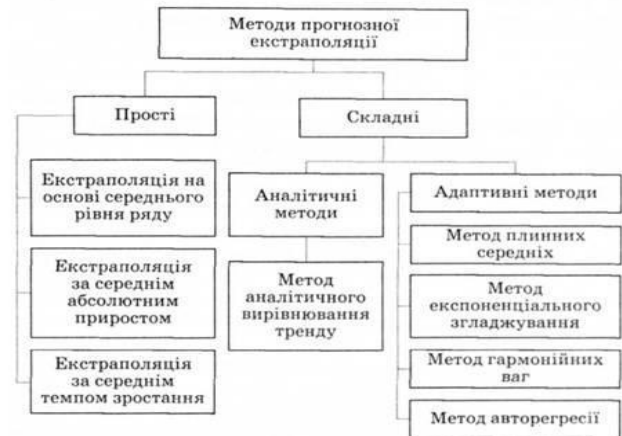 Методи прогнозної
екстраполяції
Прості
Складні
Екстраполяція на
основі середнього
рівня ряду
Екстраполяція
за середнім
абсолютним
приростом
Екстраполяція
за середнім
темпом зростання
Аналітичні
методи
Метод
аналітичного
вирівнювання
тренду
Адаптивні методи
Метод плинних
середніх
Метод
експоненціального
згладжування
Метод гармонійних
ваг
Метод авторегресії